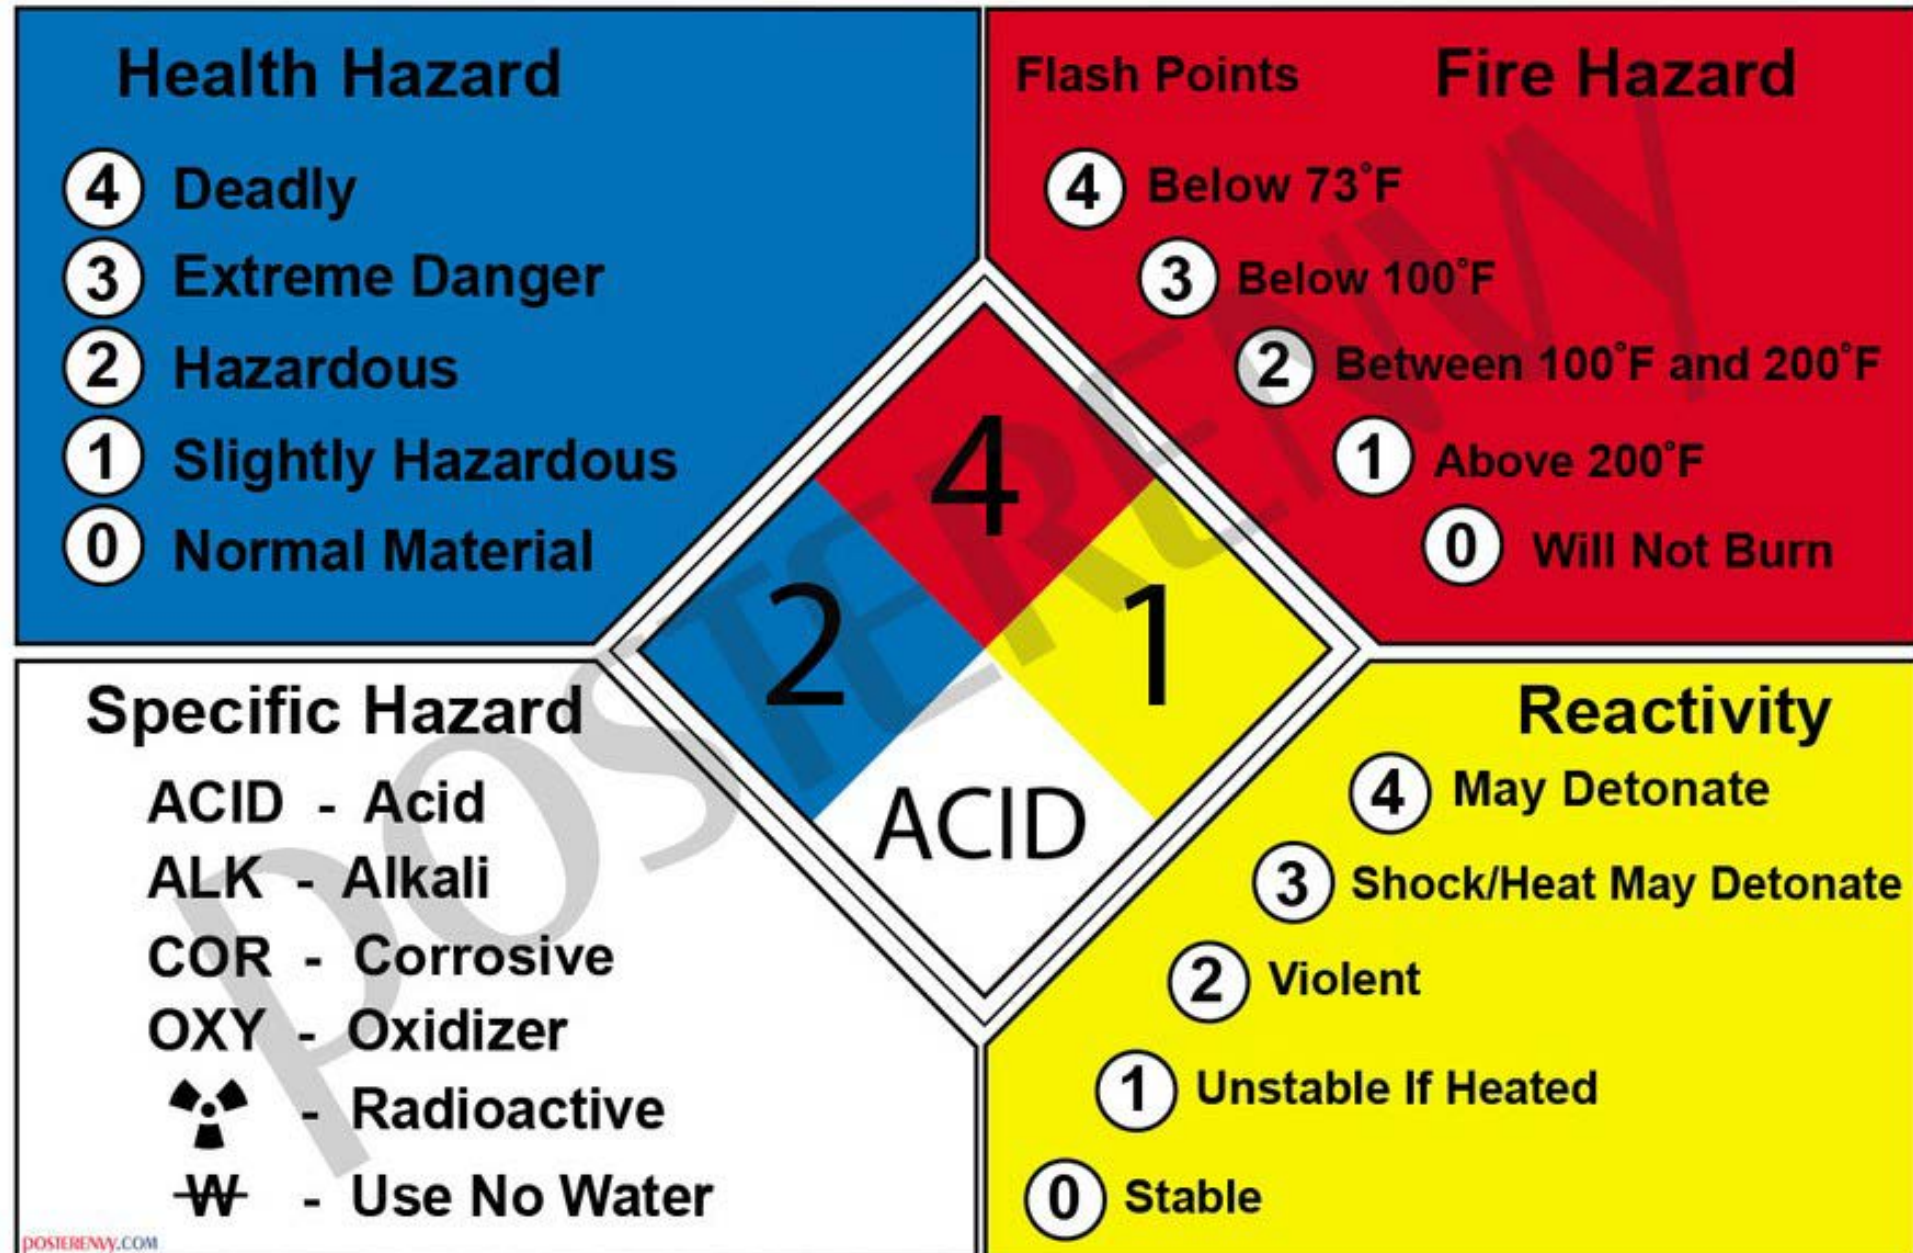 Health Hazard
4 Deadly
3 Extreme Danger
2 Hazardous
1 Slightly Hazardous
0 Normal Material
Flash Points Fire Hazard
4 Below 73°F
3 Below 100°F
2 Between 100°F and 200°F
1 Above 200°F
0 Will Not Burn
4
2
1
ACID
Specific Hazard
ACID - Acid
ALK - Alkali
COR - Corrosive
OXY - Oxidizer
- Radioactive
W - Use No Water
Reactivity
4 May Detonate
3 Shock/Heat May Detonate
2 Violent
1 Unstable If Heated
0 Stable
POSTERENVY
POSTERENVY.COM